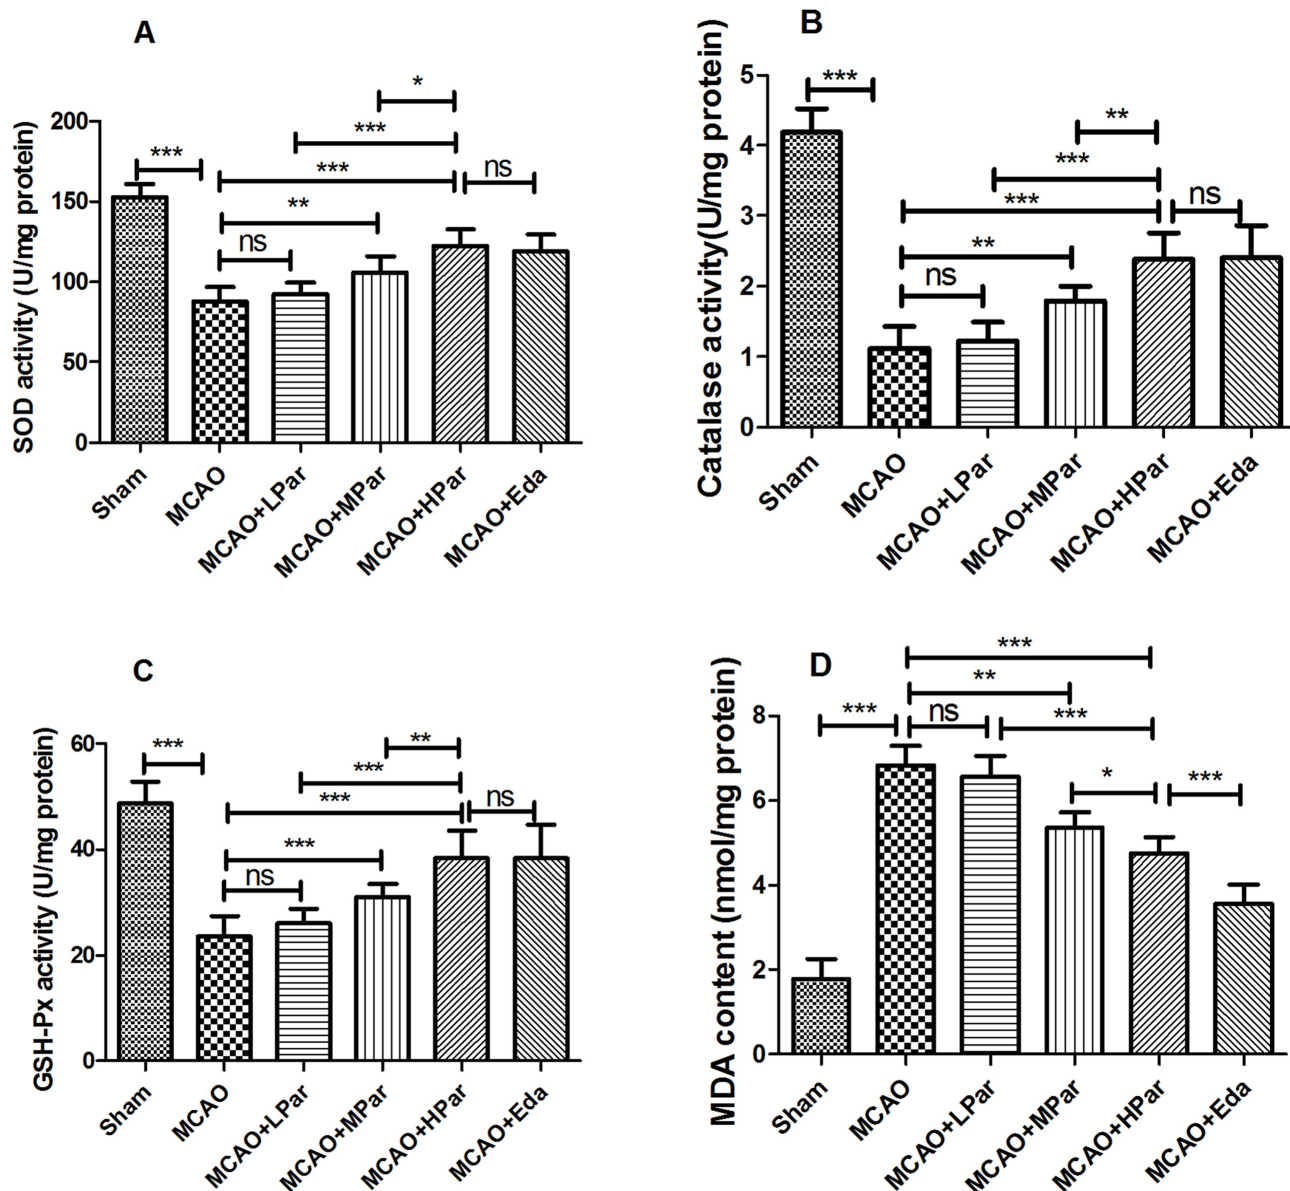 A
SOD activity (U/mg protein)
200
150
100
50
0
*
***
***
***
ns
**
ns
Sham
MCAO
MCAO+LPar
MCAO+MPar
MCAO+HPar
MCAO+Eda
B
Catalase activity(U/mg protein)
5
4
3
2
1
0
***
**
***
***
ns
**
ns
Sham
MCAO
MCAO+LPar
MCAO+MPar
MCAO+HPar
MCAO+Eda
C
GSH-Px activity (U/mg protein)
60
40
20
0
***
**
***
***
ns
***
ns
Sham
MCAO
MCAO+LPar
MCAO+MPar
MCAO+HPar
MCAO+Eda
D
MDA content (nmol/mg protein)
8
6
4
2
0
***
**
***
ns
***
*
***
Sham
MCAO
MCAO+LPar
MCAO+MPar
MCAO+HPar
MCAO+Eda